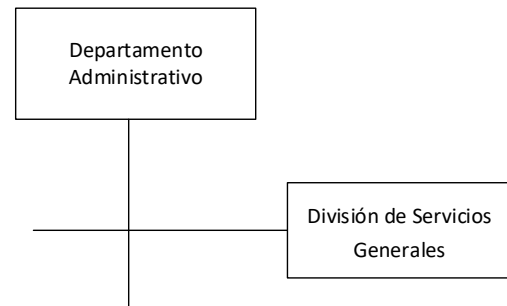 Departamento
Administrativo
División de Servicios
Generales